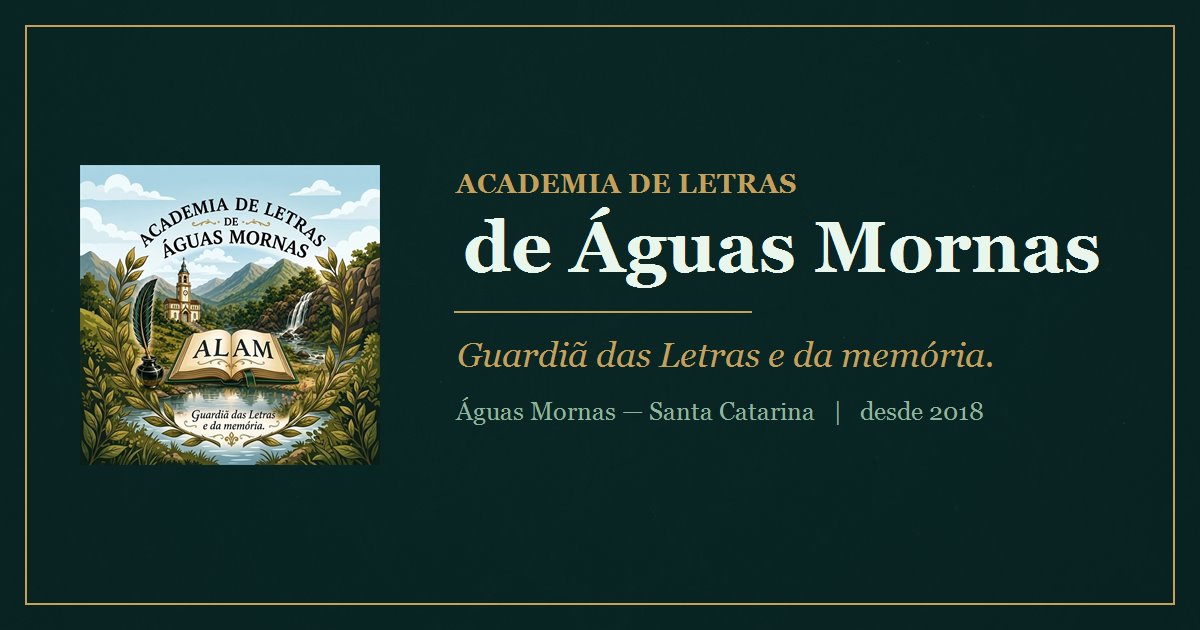 ACADEMIA DE LETRAS
DE
ÁGUAS MORNAS
ALAM
Guardiã das Letras
e da memória.
ACADEMIA DE LETRAS
de Águas Mornas
Guardiã das Letras e da memória.
Águas Mornas — Santa Catarina | desde 2018